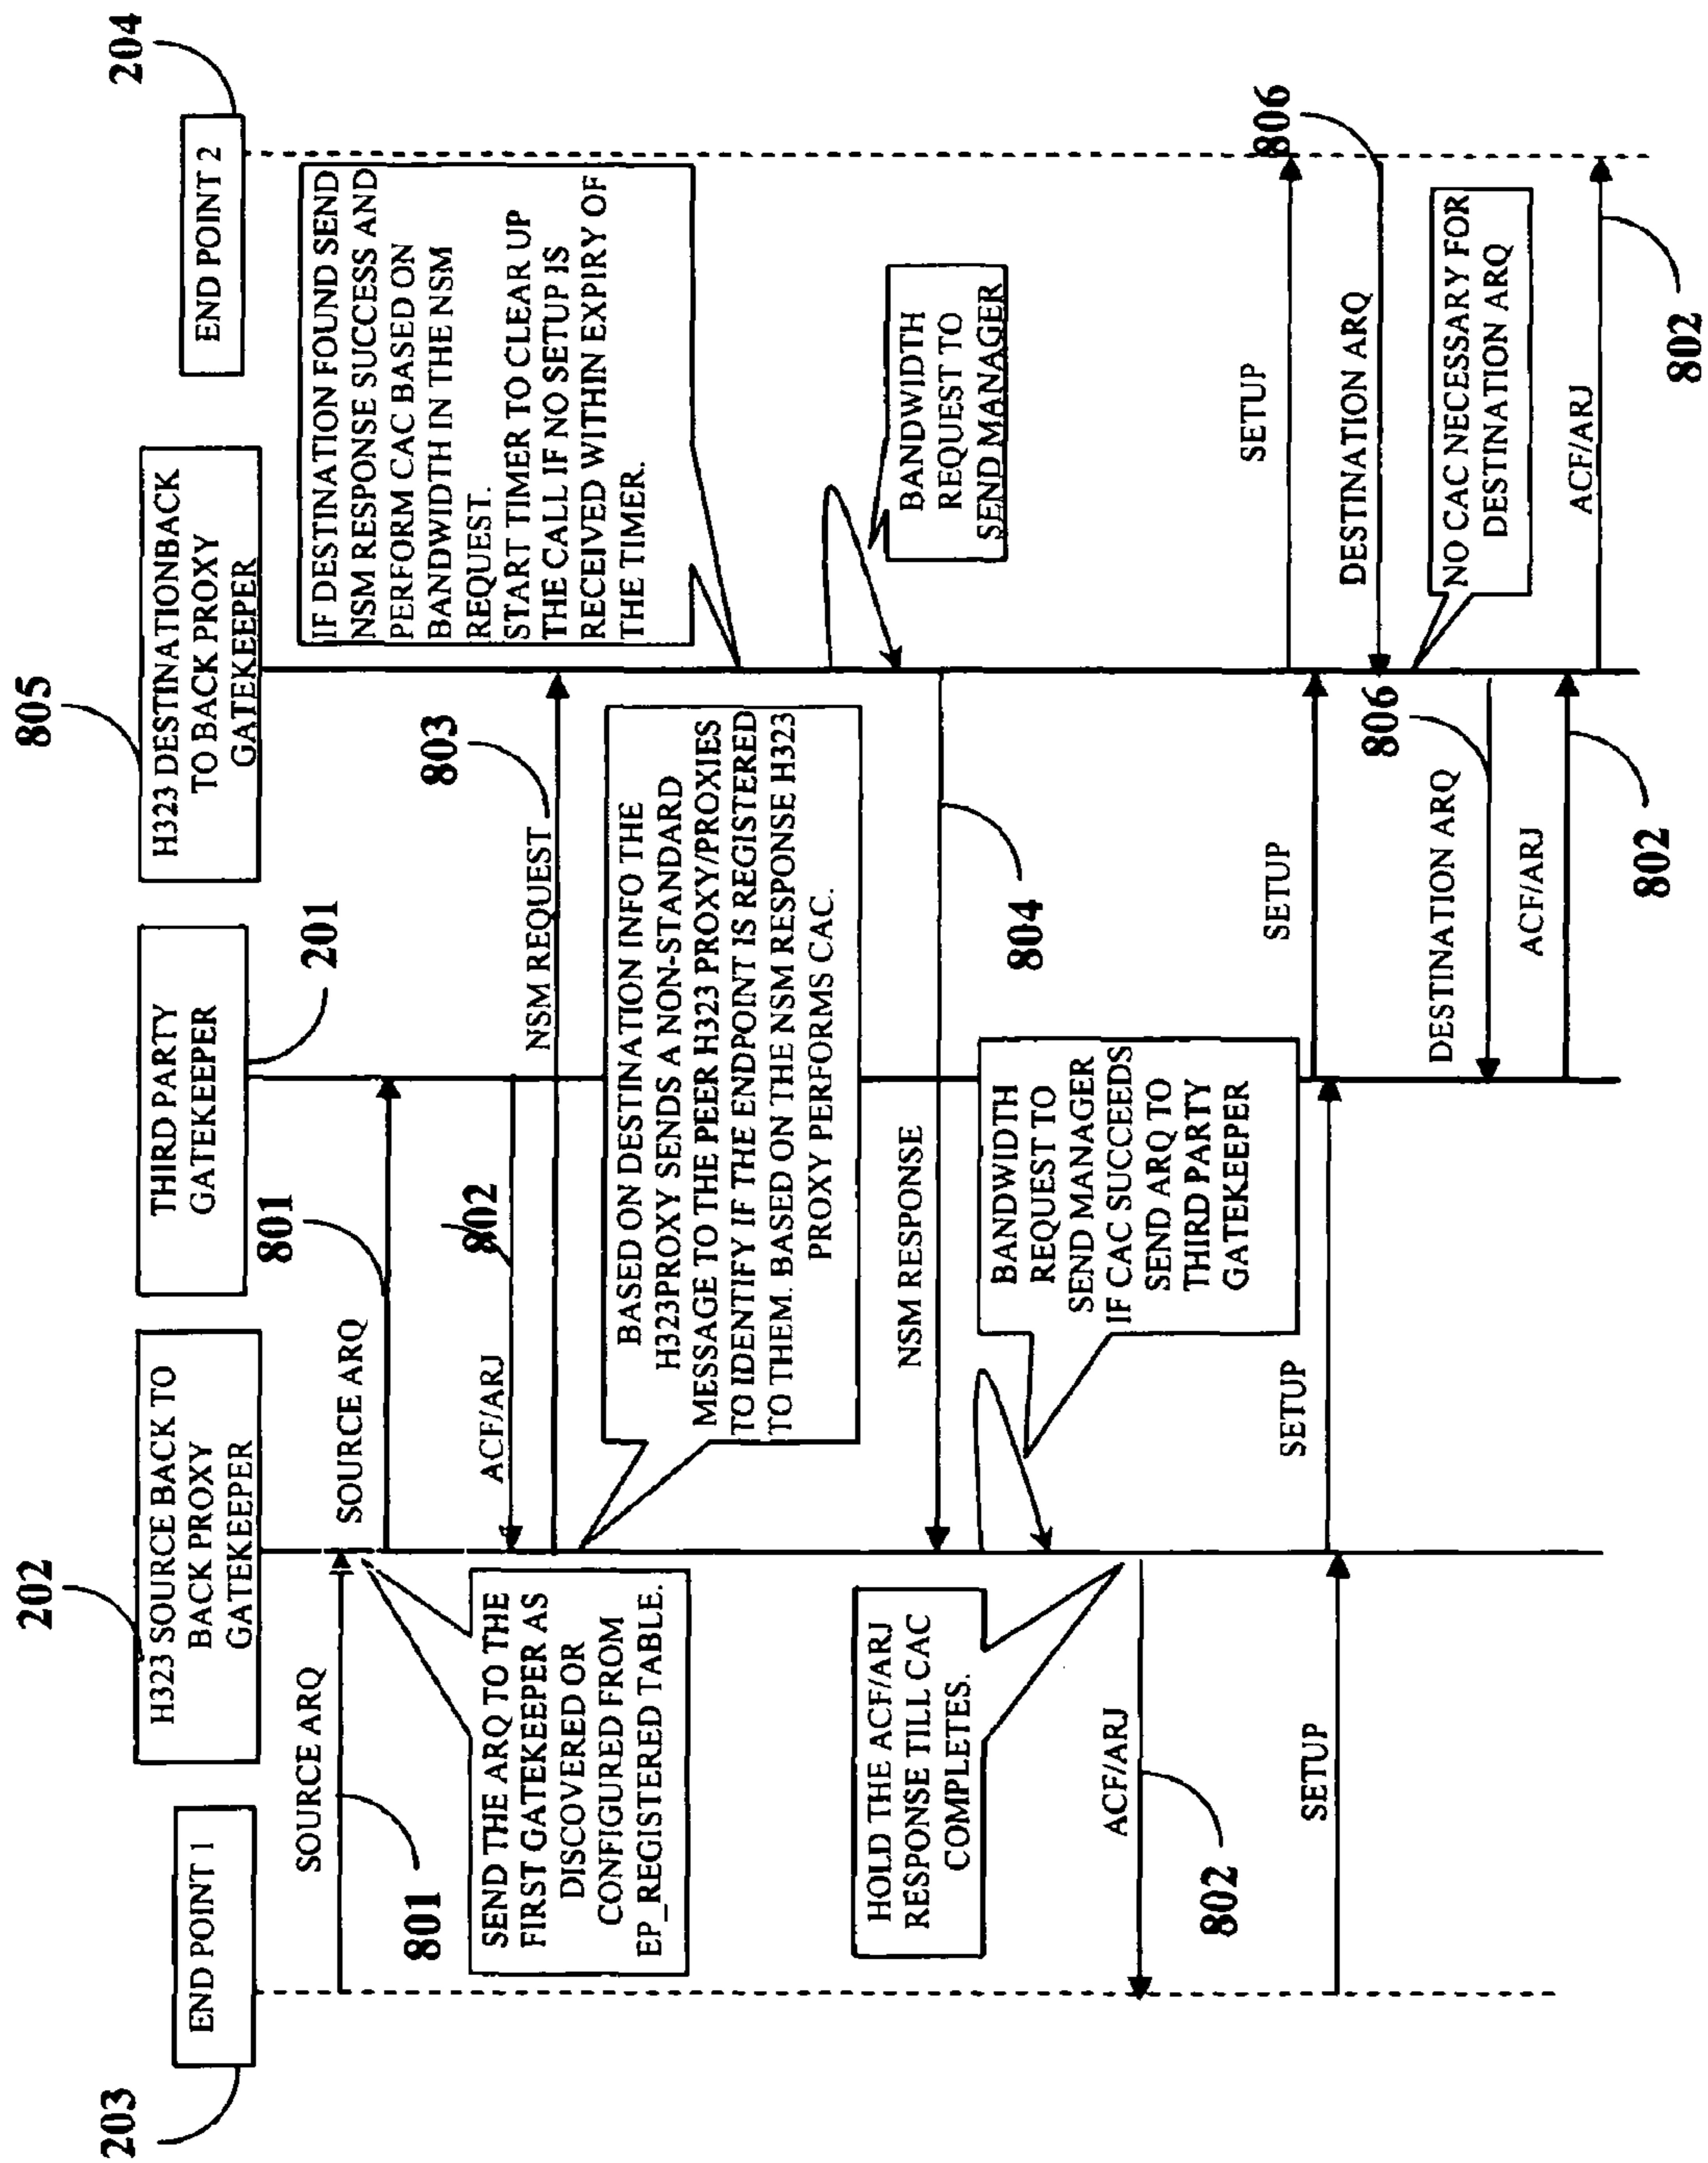 203
END POINT 1
202
H323 SOURCE BACK TO
BACK PROXY
GATEKEEPER
THIRD PARTY
GATEKEEPER
201
805
H323 DESTINATIONBACK
TO BACK PROXY
GATEKEEPER
END POINT 2
204
SOURCE ARQ
801
SOURCE ARQ
801
SEND THE ARQ TO THE
FIRST GATEKEEPER AS
DISCOVERED OR
CONFIGURED FROM
EP_REGISTERED TABLE.
ACF/ARJ
802
NSM REQUEST
803
IF DESTINATION FOUND SEND
NSM RESPONSE SUCCESS AND
PERFORM CAC BASED ON
BANDWIDTH IN THE NSM
REQUEST.
START TIMER TO CLEAR UP
THE CALL IF NO SETUP IS
RECEIVED WITHIN EXPIRY OF
THE TIMER.
BASED ON DESTINATION INFO THE
H323PROXY SENDS A NON-STANDARD
MESSAGE TO THE PEER H323 PROXY/PROXIES
TO IDENTIFY IF THE ENDPOINT IS REGISTERED
TO THEM. BASED ON THE NSM RESPONSE H323
PROXY PERFORMS CAC.
BANDWIDTH
REQUEST TO
SEND MANAGER
NSM RESPONSE
804
HOLD THE ACF/ARJ
RESPONSE TILL CAC
COMPLETES.
BANDWIDTH
REQUEST TO
SEND MANAGER
IF CAC SUCCEEDS
SEND ARQ TO
THIRD PARTY
GATEKEEPER
ACF/ARJ
802
SETUP
SETUP
SETUP
SETUP
806
DESTINATION ARQ
806
DESTINATION ARQ
NO CAC NECESSARY FOR
DESTINATION ARQ
ACF/ARJ
802
ACF/ARJ
802